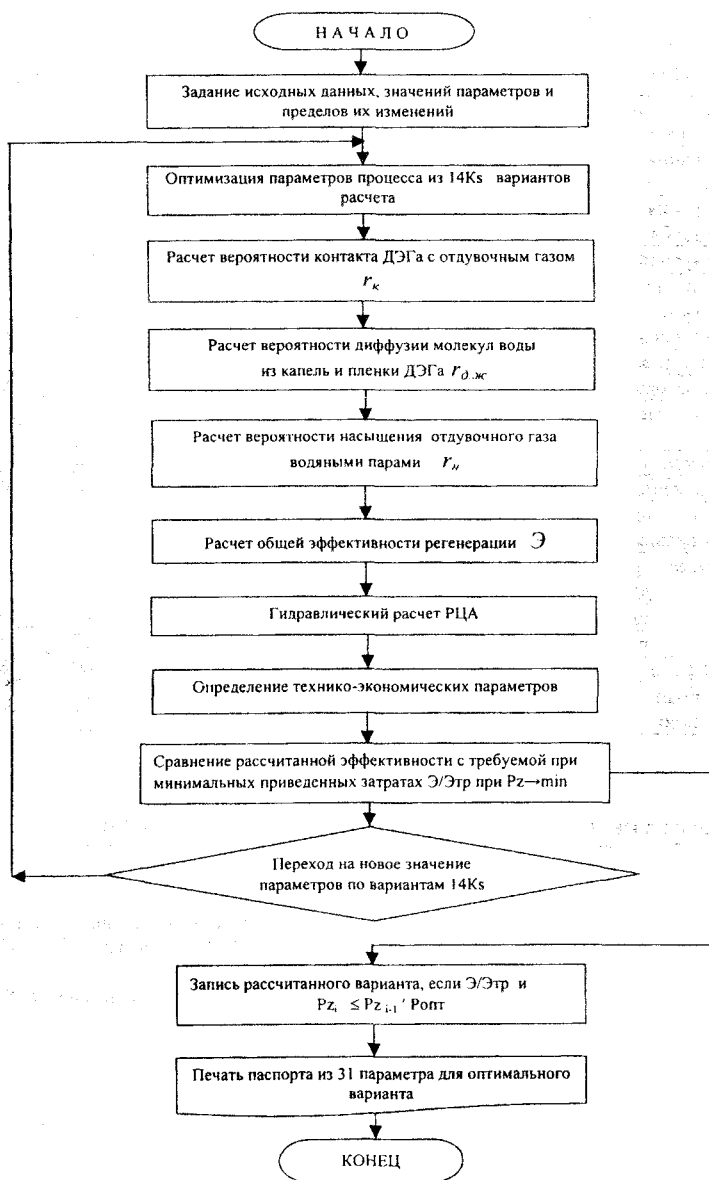 НАЧАЛО
Задание исходных данных, значений параметров и
пределов их изменений
Оптимизация параметров процесса из 14Ks вариантов
расчета
Расчет вероятности контакта ДЭГа с отдувочным газом
rк
Расчет вероятности диффузии молекул воды
из капель и пленки ДЭГа rд.ж
Расчет вероятности насыщения отдувочного газа
водяными парами rн
Расчет общей эффективности регенерации Э
Гидравлический расчет РЦА
Определение технико-экономических параметров
Сравнение рассчитанной эффективности с требуемой при
минимальных приведенных затратах Э/Этр при Pz→min
Переход на новое значение
параметров по вариантам 14Ks
Запись рассчитанного варианта, если Э/Этр и
Pzi ≤ Pz i-1 ' Pопт
Печать паспорта из 31 параметра для оптимального
варианта
КОНЕЦ